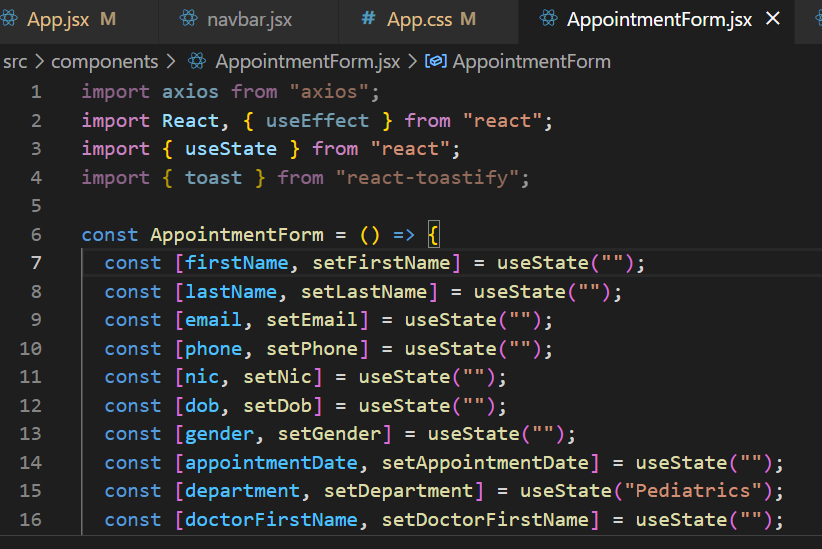 App.jsx M navbar.jsx # App.css M AppointmentForm.jsx ×
src > components > AppointmentForm.jsx > AppointmentForm
1 import axios from "axios";
2 import React, { useEffect } from "react";
3 import { useState } from "react";
4 import { toast } from "react-toastify";
5
6 const AppointmentForm = () => {
7 const [firstName, setFirstName] = useState("");
8 const [lastName, setLastName] = useState("");
9 const [email, setEmail] = useState("");
10 const [phone, setPhone] = useState("");
11 const [nic, setNic] = useState("");
12 const [dob, setDob] = useState("");
13 const [gender, setGender] = useState("");
14 const [appointmentDate, setAppointmentDate] = useState("");
15 const [department, setDepartment] = useState("Pediatrics");
16 const [doctorFirstName, setDoctorFirstName] = useState("");